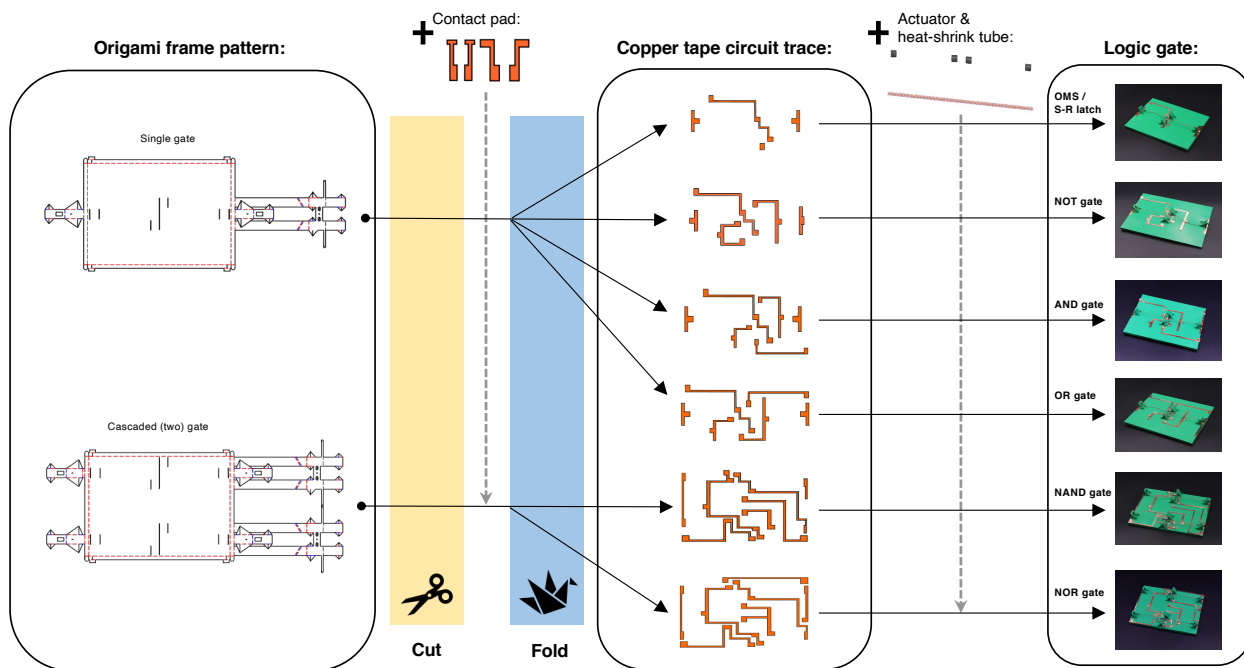 Origami frame pattern:
Contact pad:
Copper tape circuit trace:
Actuator &
heat-shrink tube:
Logic gate:
Single gate
Cascaded (two) gate
Cut
Fold
OMS /
S-R latch
NOT gate
AND gate
OR gate
NAND gate
NOR gate